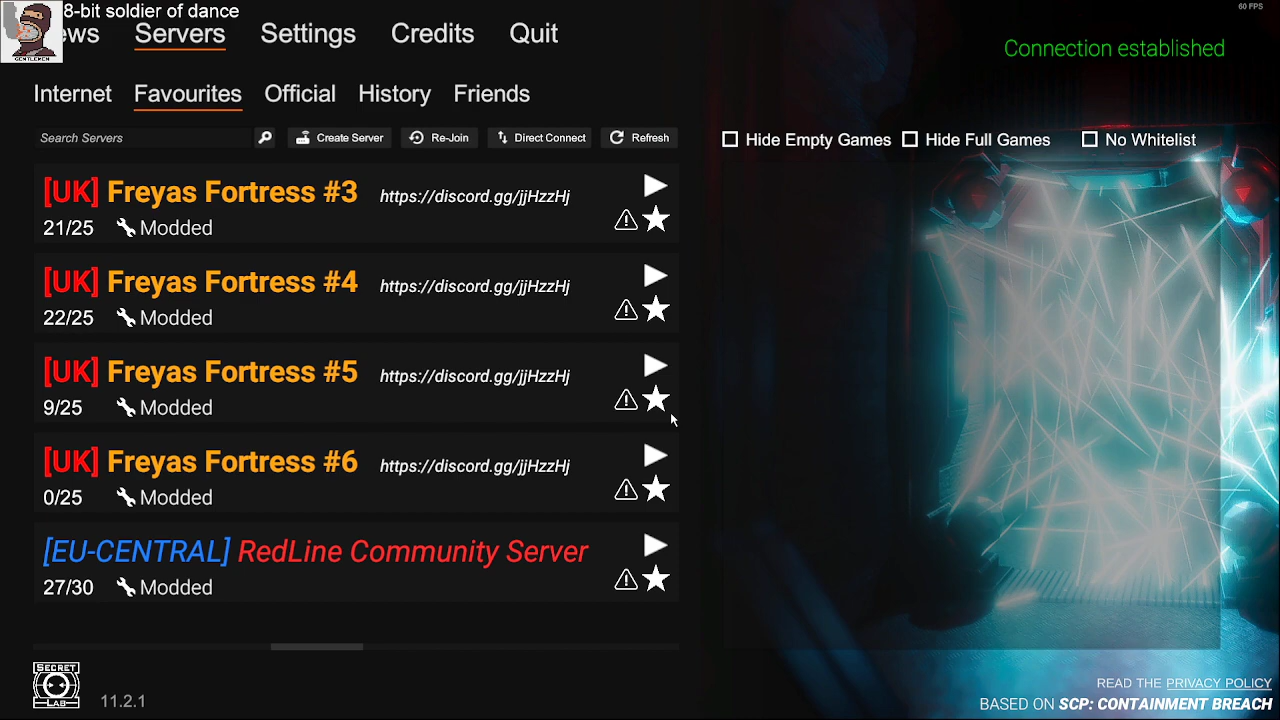 8-bit soldier of dance
60 FPS
ews Servers Settings Credits Quit
GENTLEMEN
Connection established
Internet Favourites Official History Friends
Search Servers Create Server Re-Join Direct Connect Refresh
Hide Empty Games Hide Full Games No Whitelist
[UK] Freyas Fortress #3 https://discord.gg/jjHzzHj
21/25 Modded
[UK] Freyas Fortress #4 https://discord.gg/jjHzzHj
22/25 Modded
[UK] Freyas Fortress #5 https://discord.gg/jjHzzHj
9/25 Modded
[UK] Freyas Fortress #6 https://discord.gg/jjHzzHj
0/25 Modded
[EU-CENTRAL] RedLine Community Server
27/30 Modded
SECRET
LAB
11.2.1
READ THE PRIVACY POLICY
BASED ON SCP: CONTAINMENT BREACH